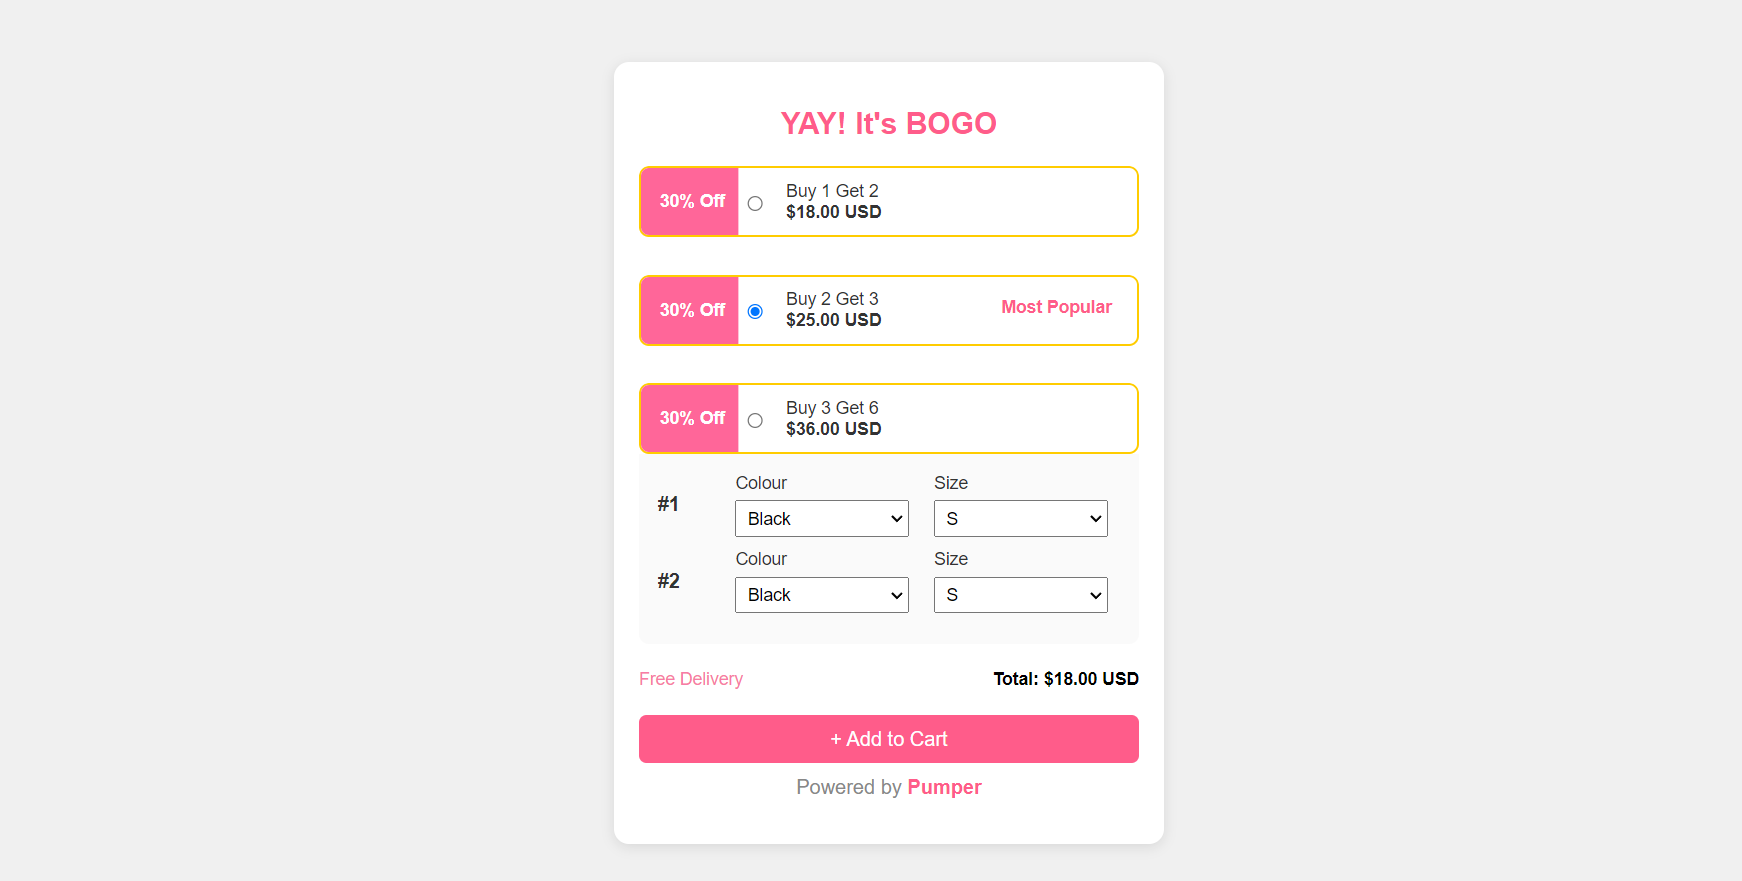 YAY! It's BOGO
30% Off
Buy 1 Get 2
$18.00 USD
30% Off
Buy 2 Get 3
$25.00 USD
Most Popular
30% Off
Buy 3 Get 6
$36.00 USD
Colour Size
#1
Black S
Colour Size
#2
Black S
Free Delivery Total: $18.00 USD
+ Add to Cart
Powered by Pumper